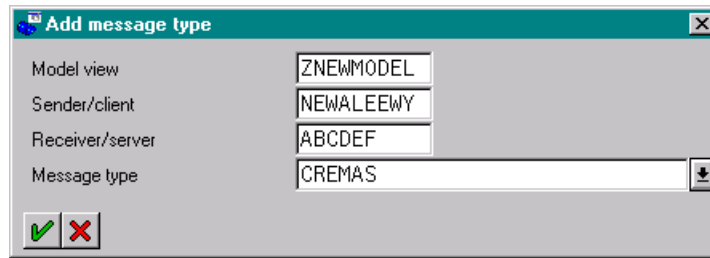 Add message type
Model view ZNEWMODEL
Sender/client NEWALEEWY
Receiver/server ABCDEF
Message type CREMAS